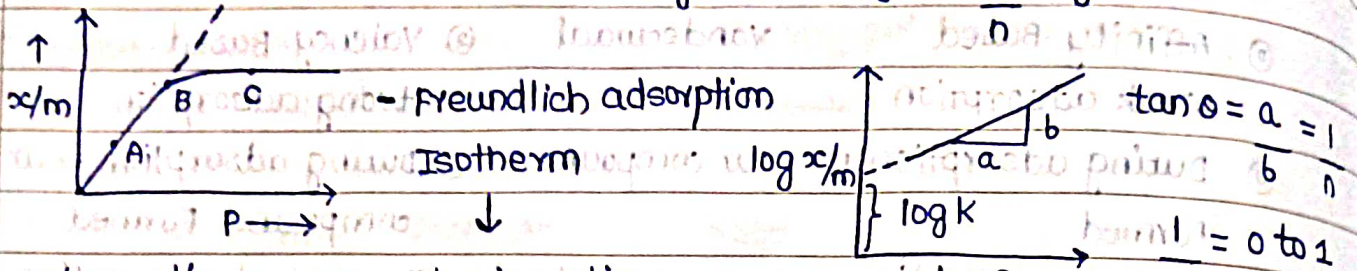 n
↑
x/m
B C
- Freundlich adsorption
A
Isotherm
P →
↓
log x/m
b
a
} log K
tan θ = a/b = 1/n
1 = 0 to 1